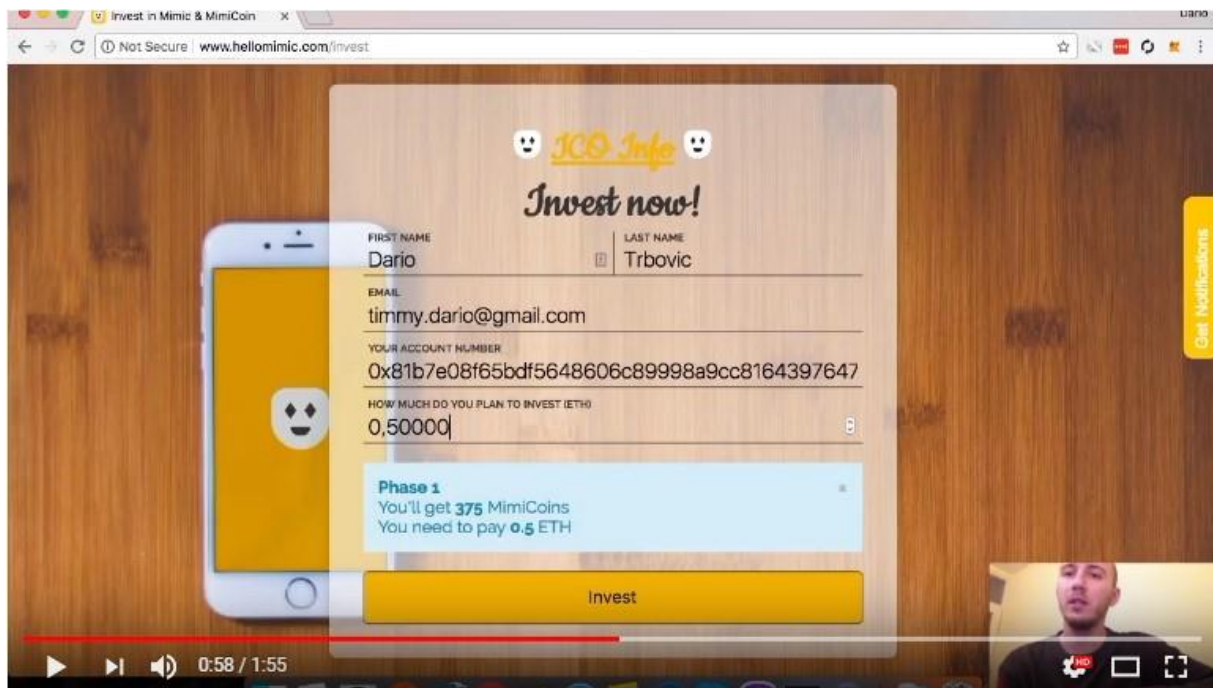 Invest in Mimic & MimiCoin
Dario
Not Secure www.hellomimic.com/invest
ICO Info
Invest now!
FIRST NAME
LAST NAME
Dario
Trbovic
EMAIL
timmy.dario@gmail.com
YOUR ACCOUNT NUMBER
0x81b7e08f65bdf5648606c89998a9cc8164397647
HOW MUCH DO YOU PLAN TO INVEST (ETH)
0,50000
Phase 1
You'll get 375 MimiCoins
You need to pay 0.5 ETH
Invest
Get Notifications
0:58 / 1:55
HD